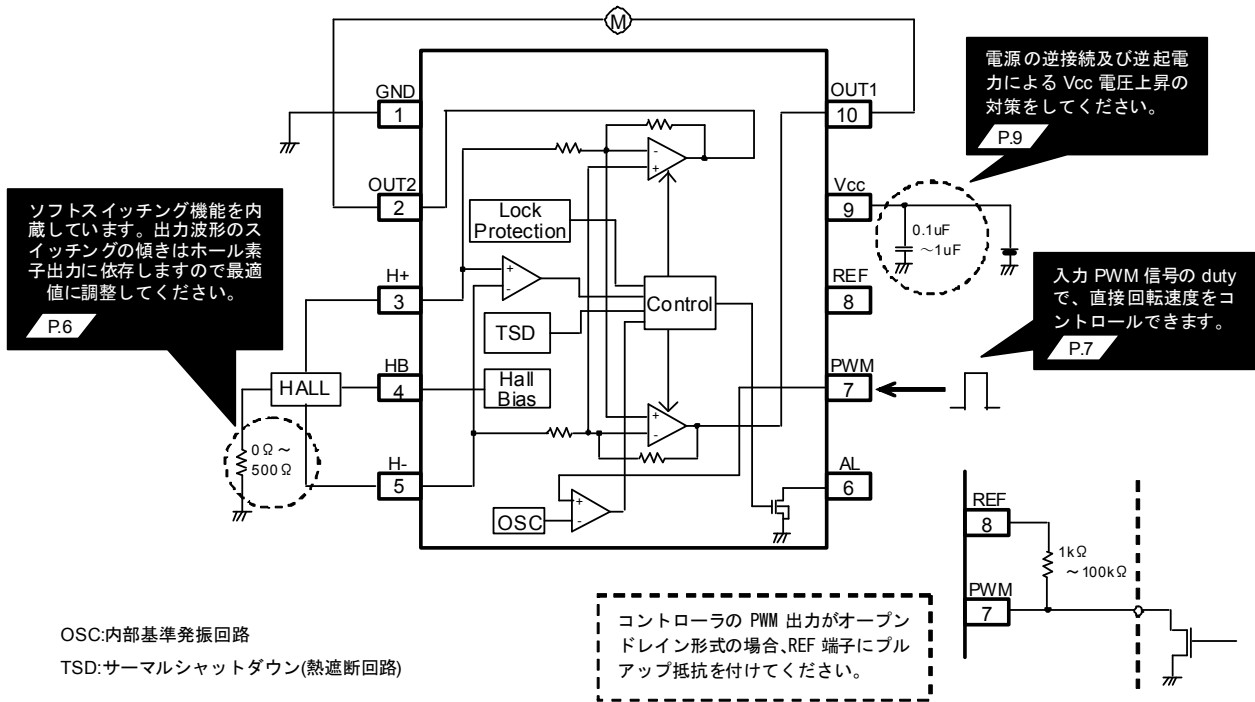 M
電源の逆接続及び逆起電
力による Vcc 電圧上昇の
対策をしてください。
P.9
GND
1
OUT1
10
ソフトスイッチング機能を内
蔵しています。出力波形のス
イッチングの傾きはホール素
子出力に依存しますので最適
値に調整してください。
P.6
OUT2
2
Lock
Protection
Vcc
9
0.1uF
～1uF
H+
3
Control
REF
8
入力 PWM 信号の duty
で、直接回転速度をコ
ントロールできます。
P.7
TSD
HALL
HB
4
Hall
Bias
PWM
7
0Ω～
500Ω
H-
5
OSC
AL
6
REF
8
1kΩ
～100kΩ
PWM
7
コントローラの PWM 出力がオープン
ドレイン形式の場合、REF 端子にプル
アップ抵抗を付けてください。
OSC:内部基準発振回路
TSD:サーマルシャットダウン(熱遮断回路)